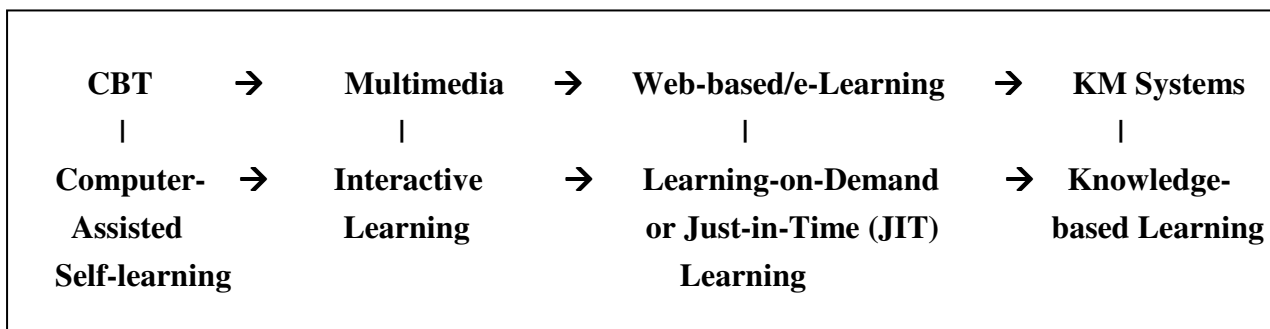 CBT → Multimedia → Web-based/e-Learning → KM Systems
| | | |
Computer- → Interactive → Learning-on-Demand → Knowledge-
Assisted Learning or Just-in-Time (JIT) based Learning
Self-learning Learning